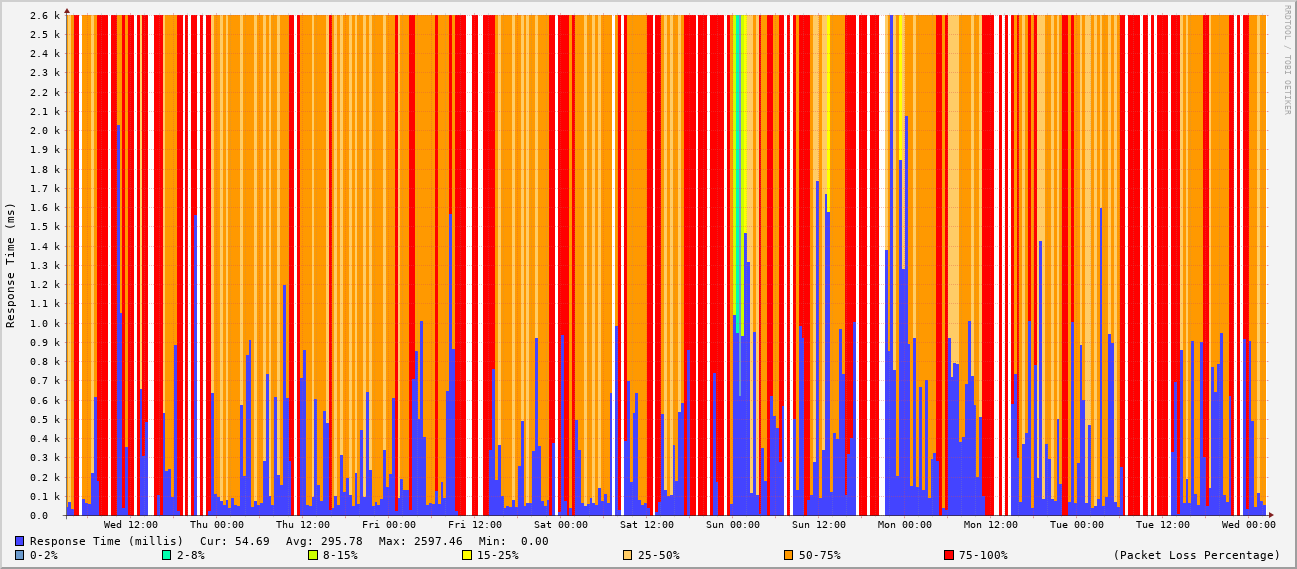 RRDTOOL / TOBI OETIKER
Response Time (ms)
2.6 k
2.5 k
2.4 k
2.3 k
2.2 k
2.1 k
2.0 k
1.9 k
1.8 k
1.7 k
1.6 k
1.5 k
1.4 k
1.3 k
1.2 k
1.1 k
1.0 k
0.9 k
0.8 k
0.7 k
0.6 k
0.5 k
0.4 k
0.3 k
0.2 k
0.1 k
0.0
Wed 12:00 Thu 00:00 Thu 12:00 Fri 00:00 Fri 12:00 Sat 00:00 Sat 12:00 Sun 00:00 Sun 12:00 Mon 00:00 Mon 12:00 Tue 00:00 Tue 12:00 Wed 00:00
Response Time (millis) Cur: 54.69 Avg: 295.78 Max: 2597.46 Min: 0.00
0-2% 2-8% 8-15% 15-25% 25-50% 50-75% 75-100% (Packet Loss Percentage)